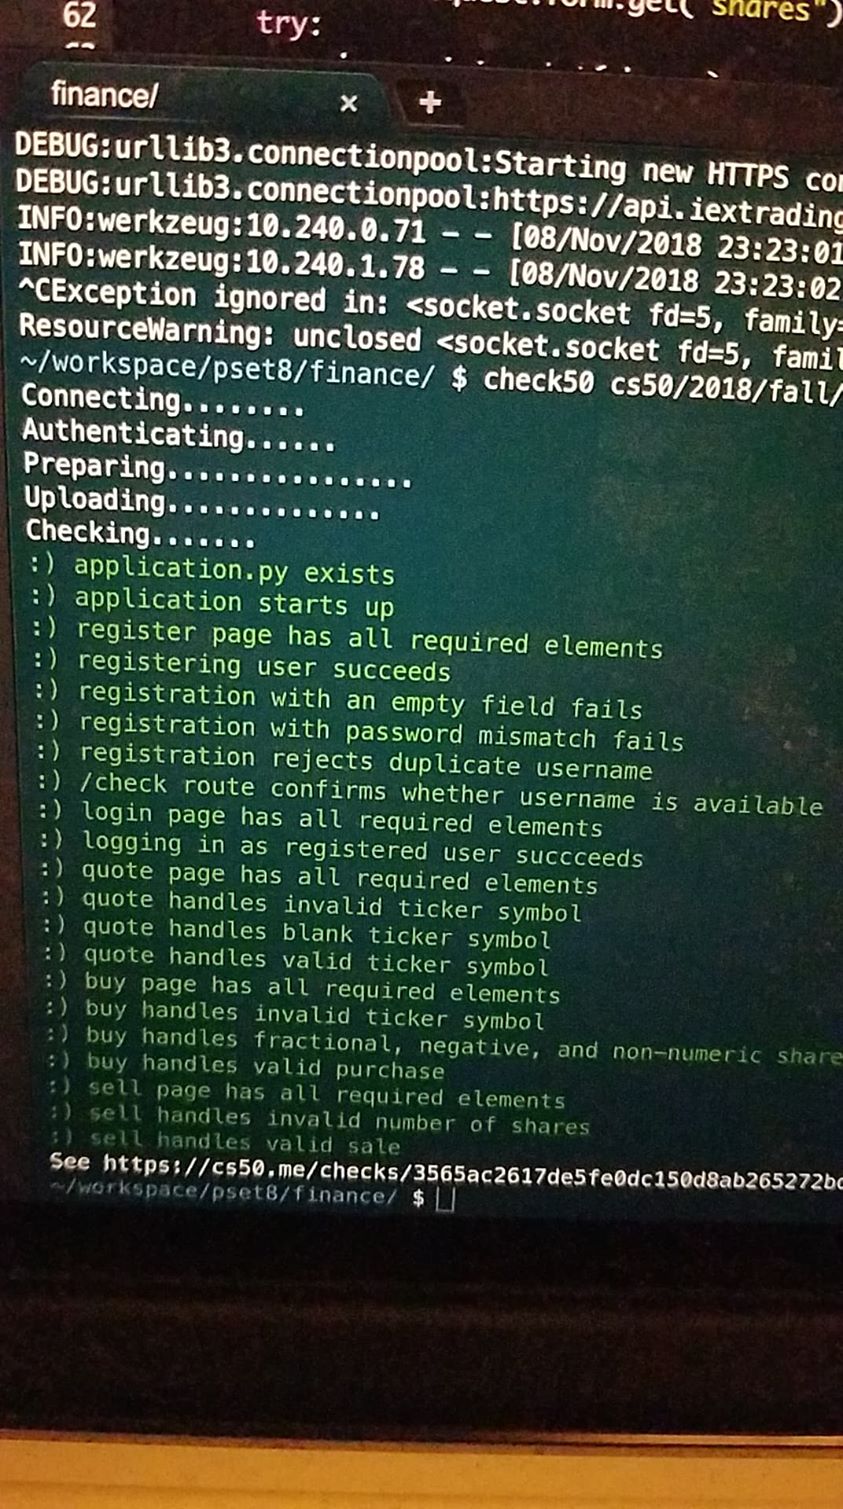 62 try: .get("shares")
finance/ × +
DEBUG:urllib3.connectionpool:Starting new HTTPS
DEBUG:urllib3.connectionpool:https://api.iextrading
INFO:werkzeug:10.240.0.71 - - [08/Nov/2018 23:23:01
INFO:werkzeug:10.240.1.78 - - [08/Nov/2018 23:23:02
^CException ignored in: <socket.socket fd=5, family=
ResourceWarning: unclosed <socket.socket fd=5, famil
~/workspace/pset8/finance/ $ check50 cs50/2018/fall/
Connecting........
Authenticating......
Preparing................
Uploading..............
Checking.......
:) application.py exists
:) application starts up
:) register page has all required elements
:) registering user succeeds
:) registration with an empty field fails
:) registration with password mismatch fails
:) registration rejects duplicate username
:) /check route confirms whether username is available
:) login page has all required elements
:) logging in as registered user succceeds
:) quote page has all required elements
:) quote handles invalid ticker symbol
:) quote handles blank ticker symbol
:) quote handles valid ticker symbol
:) buy page has all required elements
:) buy handles invalid ticker symbol
:) buy handles fractional, negative, and non-numeric share
:) buy handles valid purchase
:) sell page has all required elements
:) sell handles invalid number of shares
:) sell handles valid sale
See https://cs50.me/checks/3565ac2617de5fe0dc150d8ab265272b
~/workspace/pset8/finance/ $